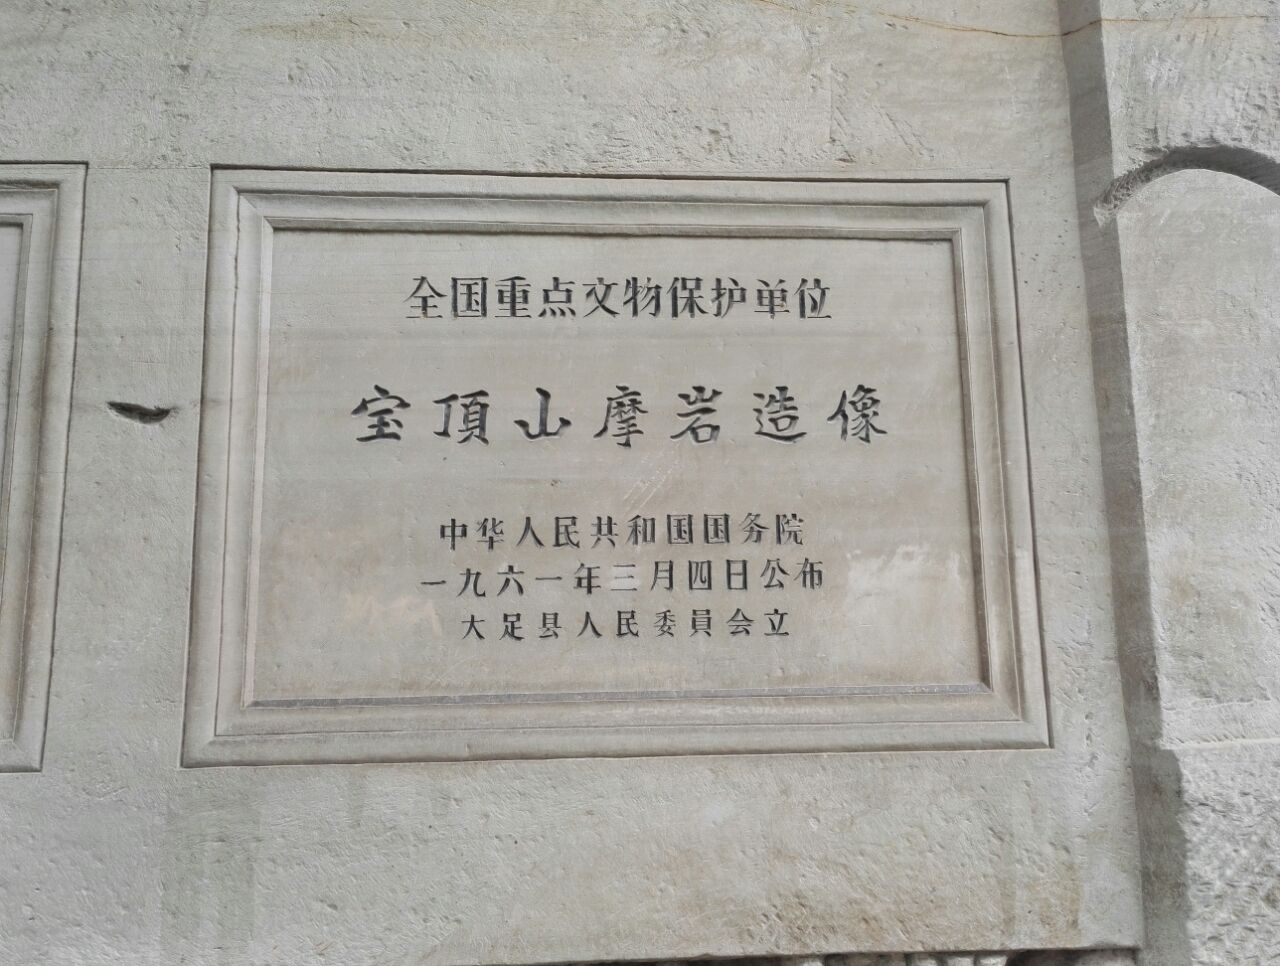 全国重点文物保护单位
宝頂山摩岩造像
中华人民共和国国务院
一九六一年三月四日公布
大足县人民委員会立